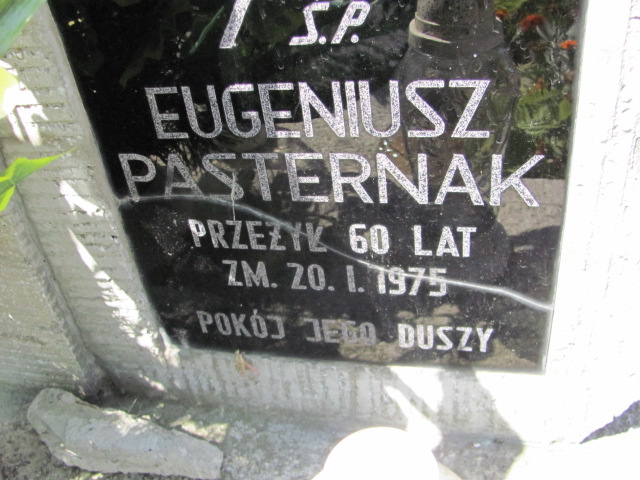 Ś.P.
EUGENIUSZ
PASTERNAK
PRZEŻYŁ 60 LAT
ZM. 20. I. 1975
POKÓJ JEGO DUSZY